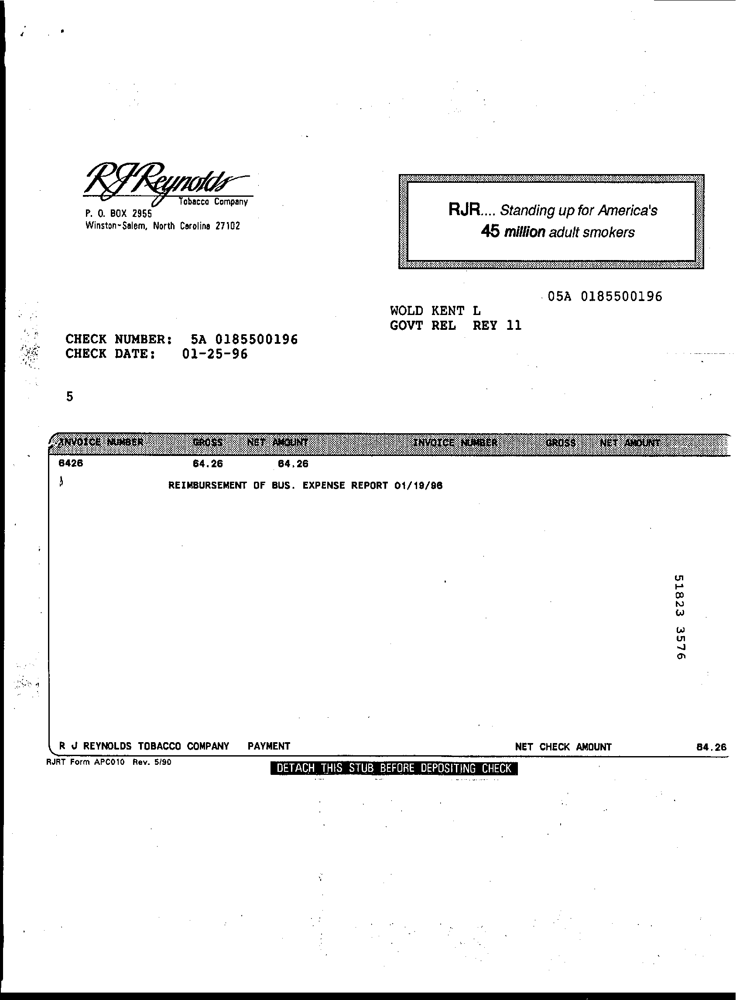 RJReynolds
Tobacco Company
P. O. BOX 2955
Winston-Salem, North Carolina 27102
RJR.... Standing up for America's
45 million adult smokers
05A 0185500196
WOLD KENT L
GOVT REL REY 11
CHECK NUMBER: 5A 0185500196
CHECK DATE: 01-25-96
5
INVOICE NUMBER GROSS NET AMOUNT INVOICE NUMBER GROSS NET AMOUNT
6426 64.26 64.26
REIMBURSEMENT OF BUS. EXPENSE REPORT 01/19/96
51823 3576
R J REYNOLDS TOBACCO COMPANY PAYMENT NET CHECK AMOUNT 64.26
RJRT Form APC010 Rev. 5/90
DETACH THIS STUB BEFORE DEPOSITING CHECK